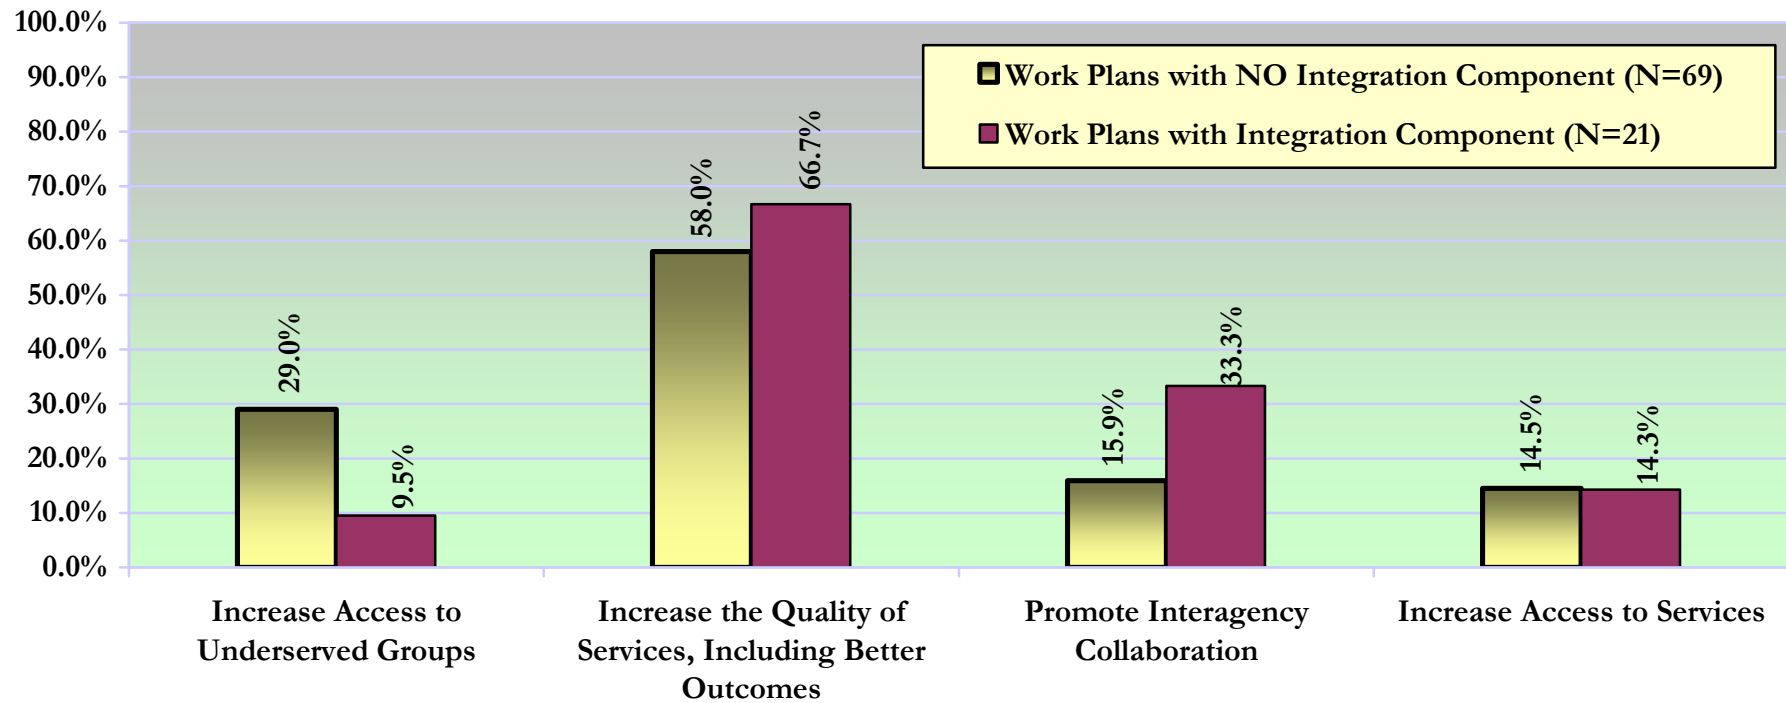 100.0%
90.0%
80.0%
70.0%
60.0%
50.0%
40.0%
30.0%
20.0%
10.0%
0.0%
Work Plans with NO Integration Component (N=69)
Work Plans with Integration Component (N=21)
29.0%
9.5%
58.0%
66.7%
15.9%
33.3%
14.5%
14.3%
Increase Access to
Underserved Groups
Increase the Quality of
Services, Including Better
Outcomes
Promote Interagency
Collaboration
Increase Access to Services